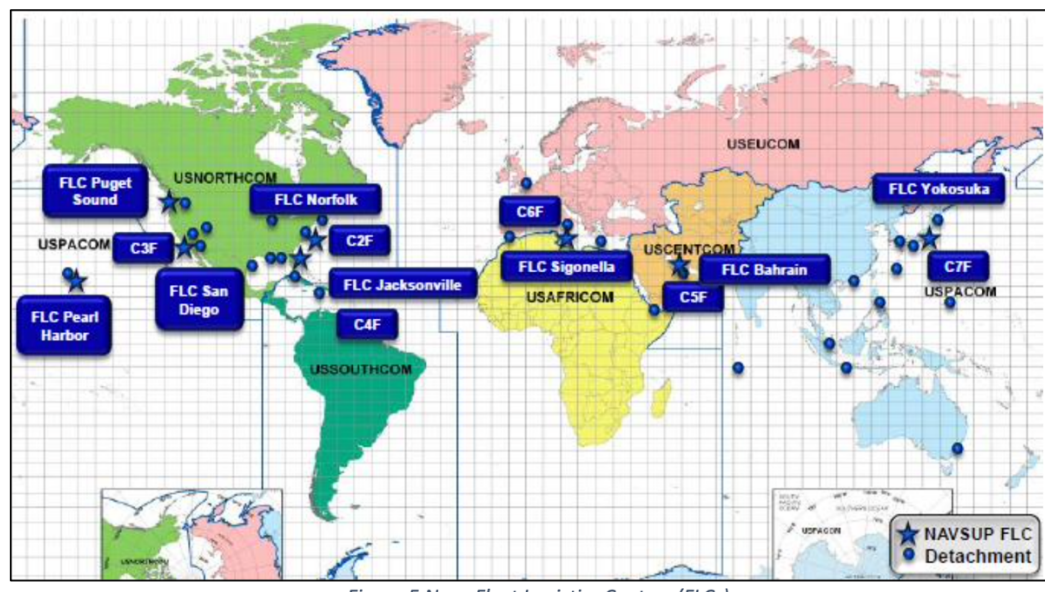 USEUCOM
USNORTHCOM
FLC Puget
Sound
FLC Norfolk
FLC Yokosuka
C6F
USPACOM
C3F
C2F
USCENTCOM
FLC Sigonella
FLC Bahrain
C7F
FLC San
Diego
FLC Jacksonville
USAFRICOM
C5F
USPACOM
FLC Pearl
Harbor
C4F
USSOUTHCOM
USPACOM
NAVSUP FLC
Detachment